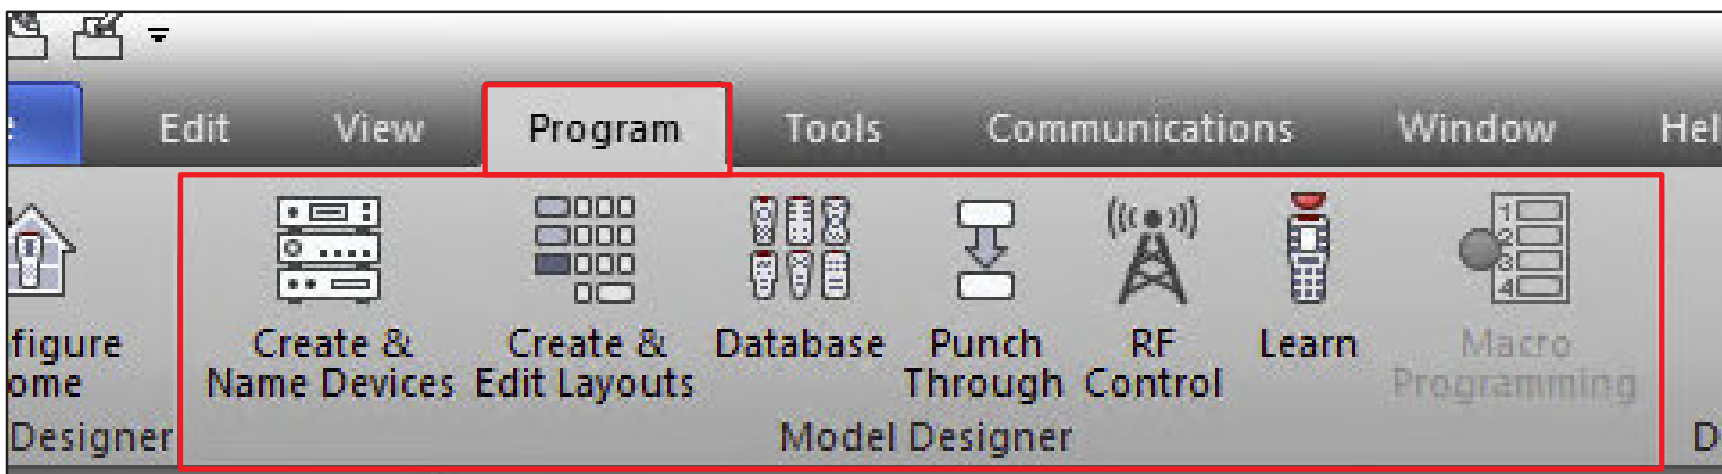 Edit View Program Tools Communications Window Hel
figure Create & Create & Database Punch RF Learn Macro
ome Name Devices Edit Layouts Through Control Programming
Designer Model Designer D